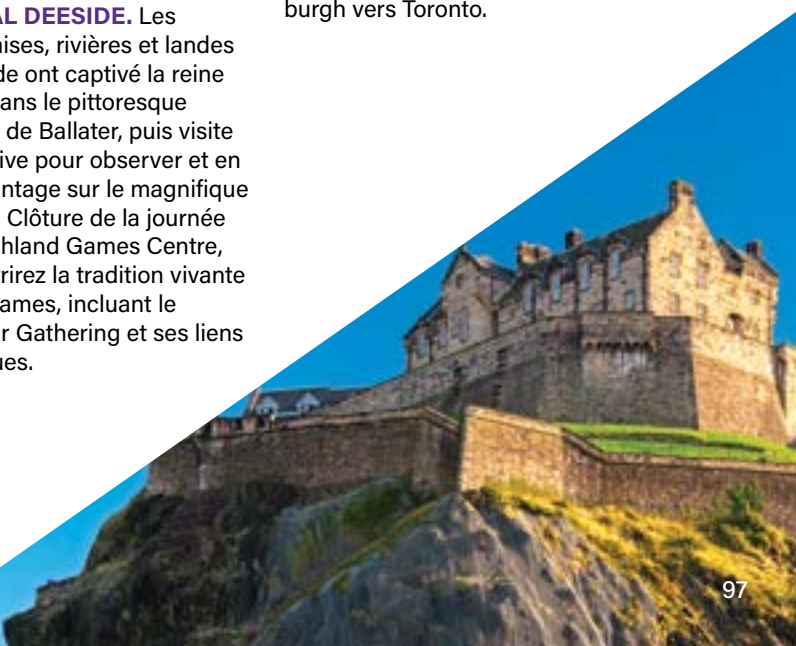 AL DEESIDE. Les
aises, rivières et landes
de ont captivé la reine
ans le pittoresque
de Ballater, puis visite
ive pour observer et en
antage sur le magnifique
Clôture de la journée
hland Games Centre,
rirez la tradition vivante
ames, incluant le
r Gathering et ses liens
ues.
burgh vers Toronto.
97